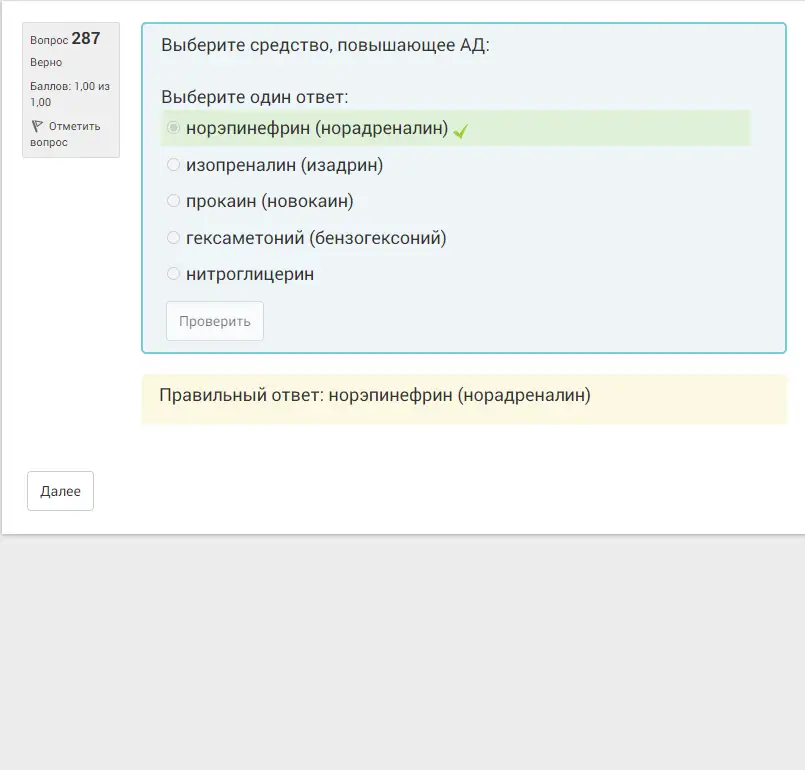 Вопрос 287
Верно
Баллов: 1,00 из
1,00
Отметить
вопрос
Выберите средство, повышающее АД:
Выберите один ответ:
норэпинефрин (норадреналин)
изопреналин (изадрин)
прокаин (новокаин)
гексаметоний (бензогексоний)
нитроглицерин
Проверить
Правильный ответ: норэпинефрин (норадреналин)
Далее